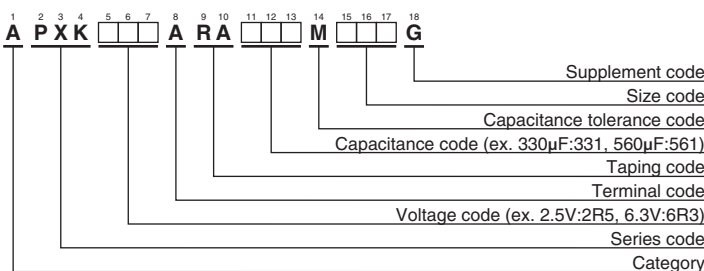 1 2 3 4 5 6 7 8 9 10 11 12 13 14 15 16 17 18
A PXK A RA M G
Supplement code
Size code
Capacitance tolerance code
Capacitance code (ex. 330µF:331, 560µF:561)
Taping code
Terminal code
Voltage code (ex. 2.5V:2R5, 6.3V:6R3)
Series code
Category